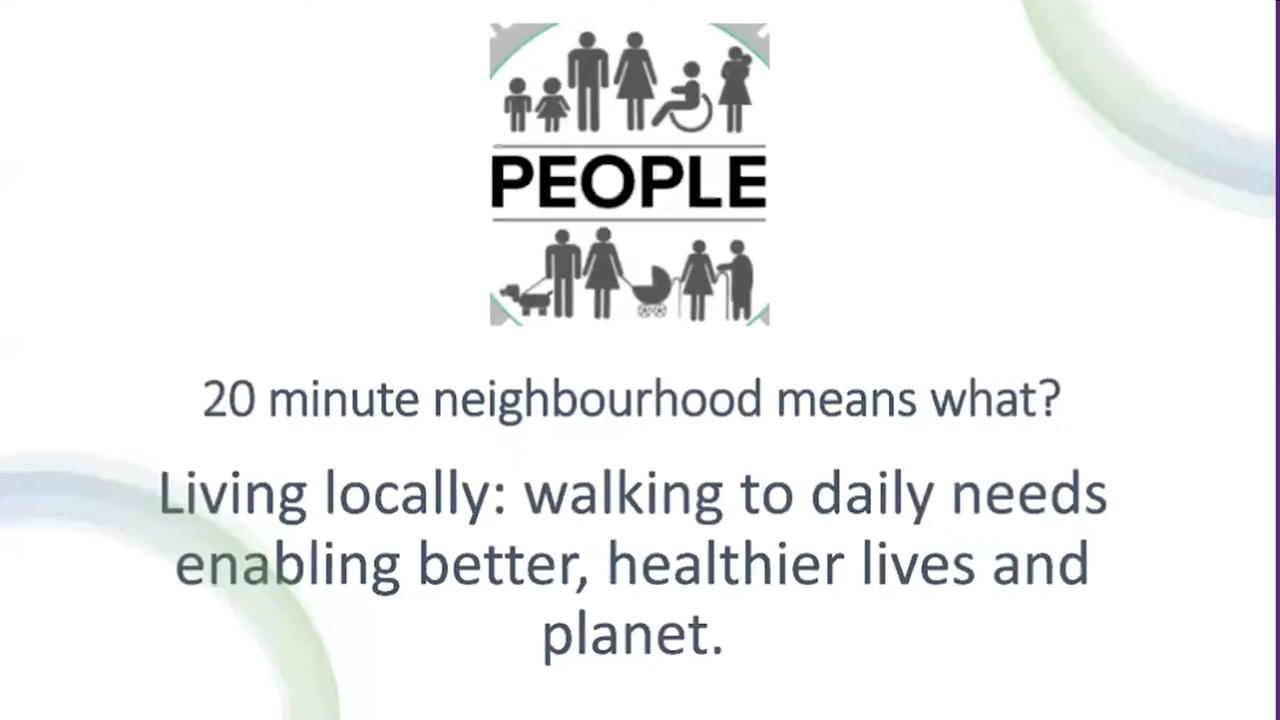 PEOPLE
20 minute neighbourhood means what?
Living locally: walking to daily needs
enabling better, healthier lives and
planet.